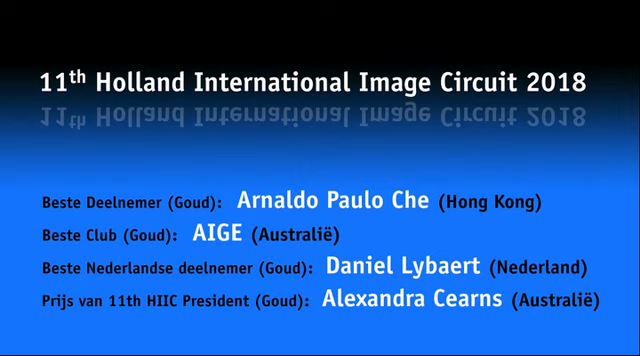 11th Holland International Image Circuit 2018
Beste Deelnemer (Goud): Arnaldo Paulo Che (Hong Kong)
Beste Club (Goud): AIGE (Australië)
Beste Nederlandse deelnemer (Goud): Daniel Lybaert (Nederland)
Prijs van 11th HIIC President (Goud): Alexandra Cearns (Australië)